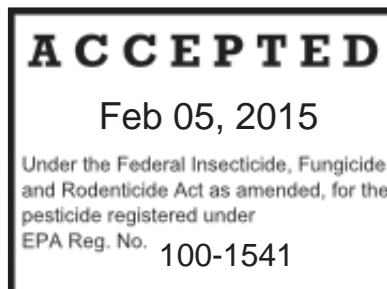 ACCEPTED
Feb 05, 2015
Under the Federal Insecticide, Fungicide
and Rodenticide Act as amended, for the
pesticide registered under
EPA Reg. No. 100-1541